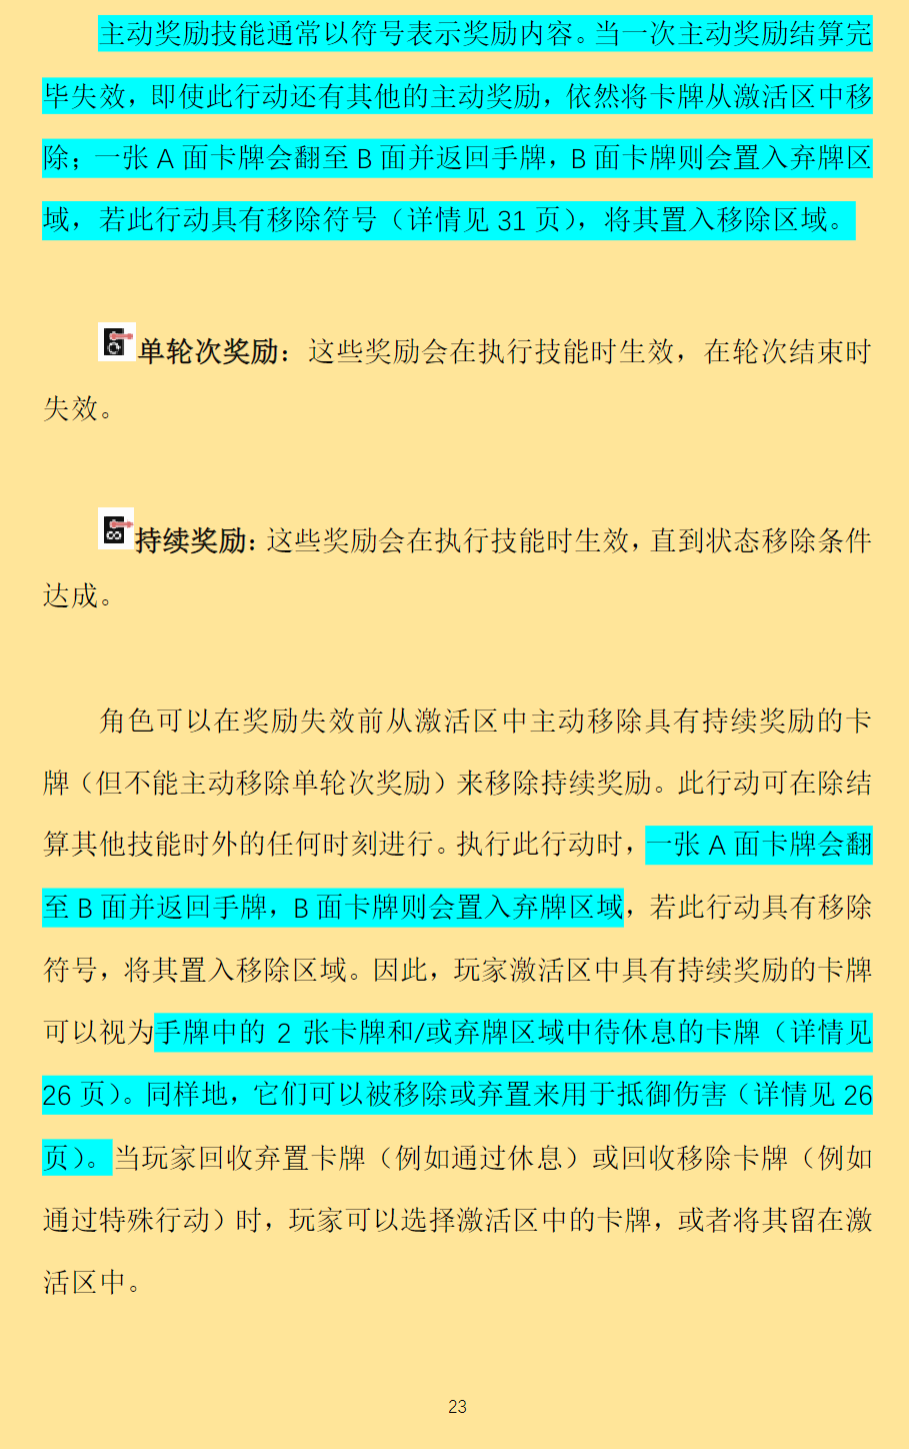 主动奖励技能通常以符号表示奖励内容。当一次主动奖励结算完
毕失效，即使此行动还有其他的主动奖励，依然将卡牌从激活区中移
除；一张 A 面卡牌会翻至 B 面并返回手牌，B 面卡牌则会置入弃牌区
域，若此行动具有移除符号（详情见 31 页），将其置入移除区域。
单轮次奖励：这些奖励会在执行技能时生效，在轮次结束时
失效。
持续奖励：这些奖励会在执行技能时生效，直到状态移除条件
达成。
角色可以在奖励失效前从激活区中主动移除具有持续奖励的卡
牌（但不能主动移除单轮次奖励）来移除持续奖励。此行动可在除结
算其他技能时外的任何时刻进行。执行此行动时，一张 A 面卡牌会翻
至 B 面并返回手牌，B 面卡牌则会置入弃牌区域，若此行动具有移除
符号，将其置入移除区域。因此，玩家激活区中具有持续奖励的卡牌
可以视为手牌中的 2 张卡牌和/或弃牌区域中待休息的卡牌（详情见
26 页）。同样地，它们可以被移除或弃置来用于抵御伤害（详情见 26
页）。当玩家回收弃置卡牌（例如通过休息）或回收移除卡牌（例如
通过特殊行动）时，玩家可以选择激活区中的卡牌，或者将其留在激
活区中。
23